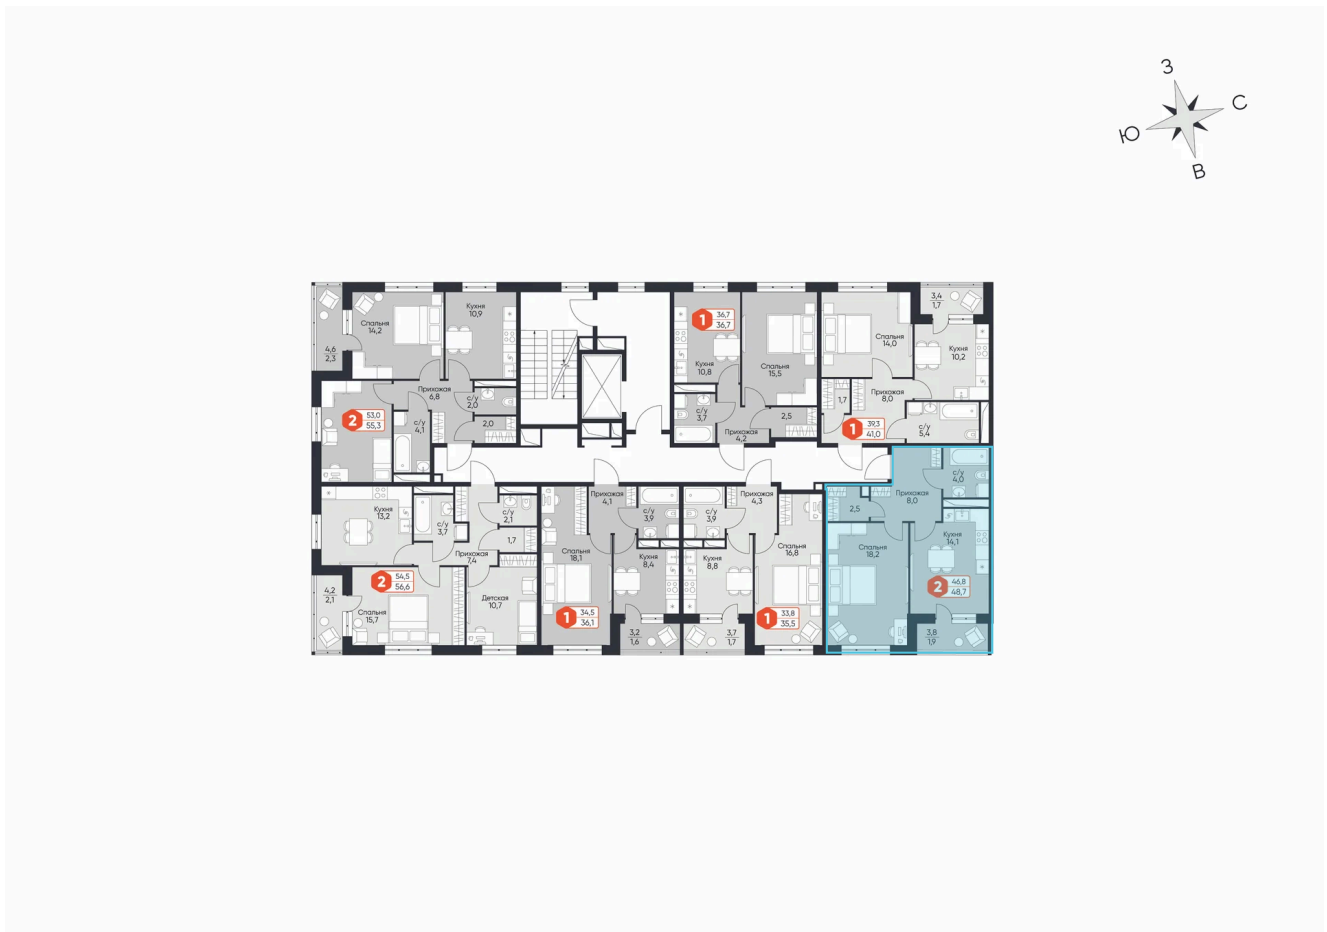 З
С
Ю
В
Спальня
14,2
Кухня
10,9
4,6
2,3
Прихожая
6,8
с/у
2,0
2,0
с/у
4,1
2
53,0
55,3
1
36,7
36,7
Кухня
10,8
Спальня
15,5
с/у
3,7
Прихожая
4,2
2,5
Спальня
14,0
3,4
1,7
Кухня
10,2
Прихожая
8,0
1,7
1
39,3
41,0
с/у
5,4
Кухня
13,2
с/у
3,7
с/у
2,1
1,7
Прихожая
7,4
2
54,5
56,6
4,2
2,1
Спальня
15,7
Детская
10,7
Прихожая
4,1
с/у
3,9
Спальня
18,1
Кухня
8,4
1
34,5
36,1
3,2
1,6
с/у
3,9
Прихожая
4,3
Спальня
16,8
Кухня
8,8
1
33,8
35,5
3,7
1,7
Прихожая
8,0
с/у
4,0
2,5
Спальня
18,2
Кухня
14,1
2
46,8
48,7
3,8
1,9